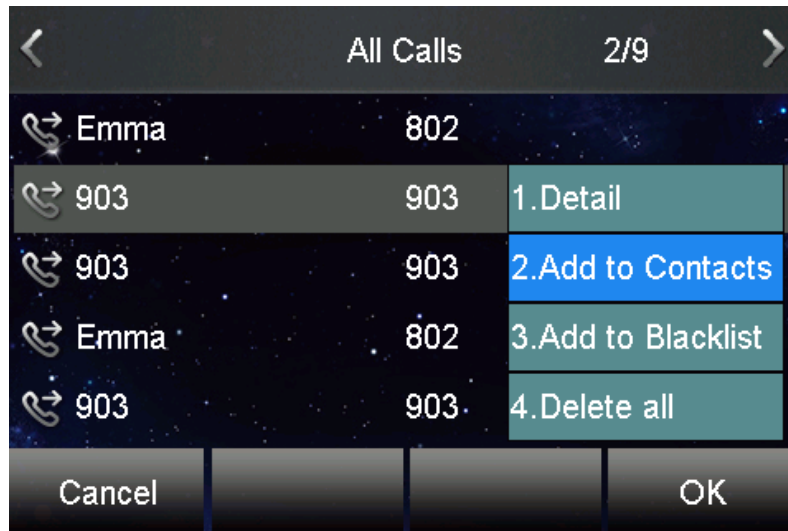 All Calls 2/9
Emma 802
903 903 1.Detail
903 903 2.Add to Contacts
Emma 802 3.Add to Blacklist
903 903 4.Delete all
Cancel OK